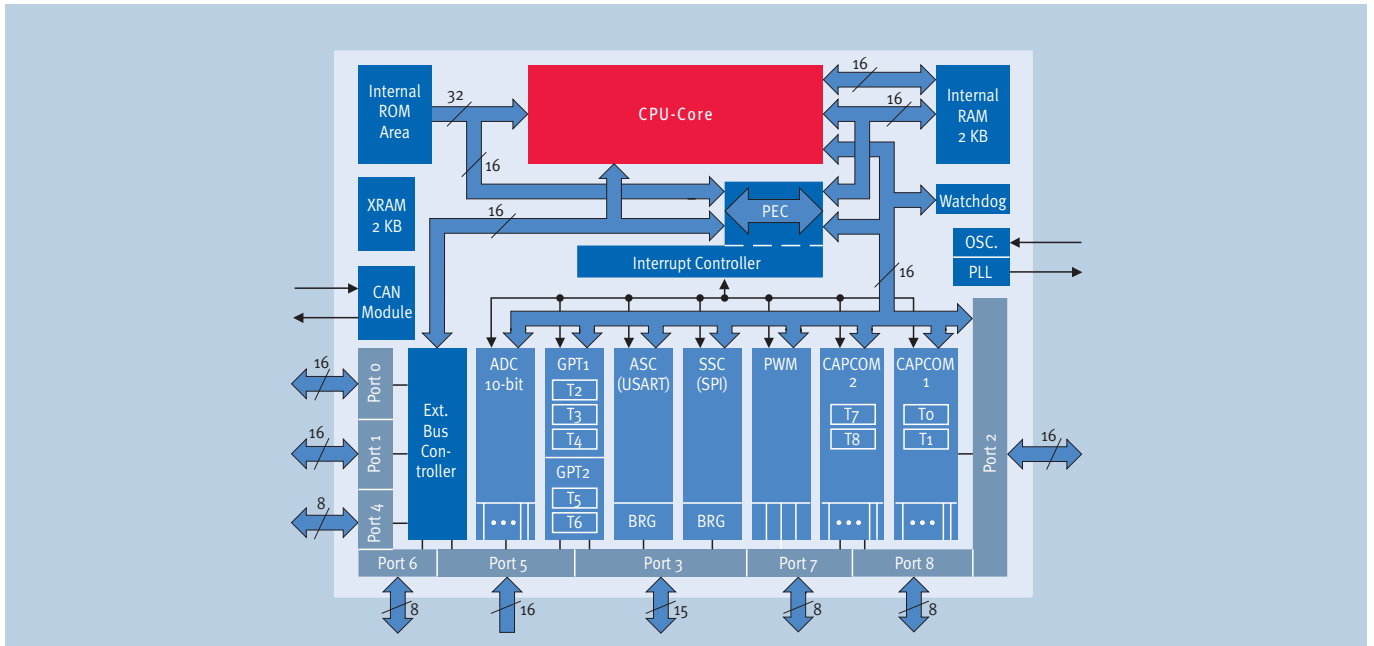 Internal
ROM
Area
32
CPU-Core
16
16
Internal
RAM
2 KB
16
XRAM
2 KB
16
PEC
Watchdog
OSC.
PLL
Interrupt Controller
16
CAN
Module
16
Port 0
16
Port 1
8
Port 4
Ext.
Bus
Con-
troller
ADC
10-bit
GPT1
T2
T3
T4
GPT2
T5
T6
ASC
(USART)
BRG
SSC
(SPI)
BRG
PWM
CAPCOM
2
T7
T8
CAPCOM
1
T0
T1
Port 2
16
Port 6
Port 5
Port 3
Port 7
Port 8
8
16
15
8
8